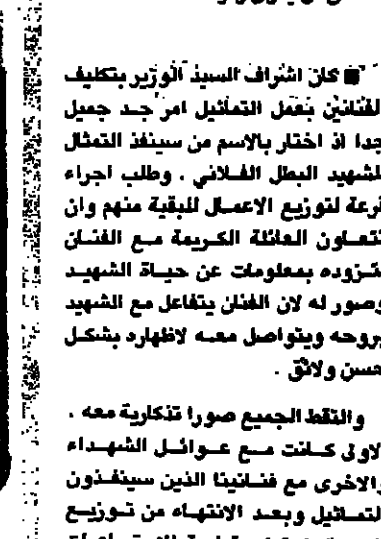 كان اشراف السيد الوزير بتكليف
الفنانين بعمل التماثيل امر جد جميل
جدا اذ اختار بالاسم من سينفذ التمثال
للشهيد البطل الفلاني . وطلب اجراء
قرعة لتوزيع الاعمال للبقية منهم وان
تتعاون العائلة الكريمة مع الفنان
تزوده بمعلومات عن حياة الشهيد
وصور له لان الفنان يتفاعل مع الشهيد
بروحه ويتواصل معه لاظهاره بشكل
حسن ولائق .
والتقط الجميع صورا تذكارية معه .
الاولى كانت مع عوائل الشهداء
والاخرى مع فنانينا الذين سينفذون
التماثيل وبعد الانتهاء من توزيع